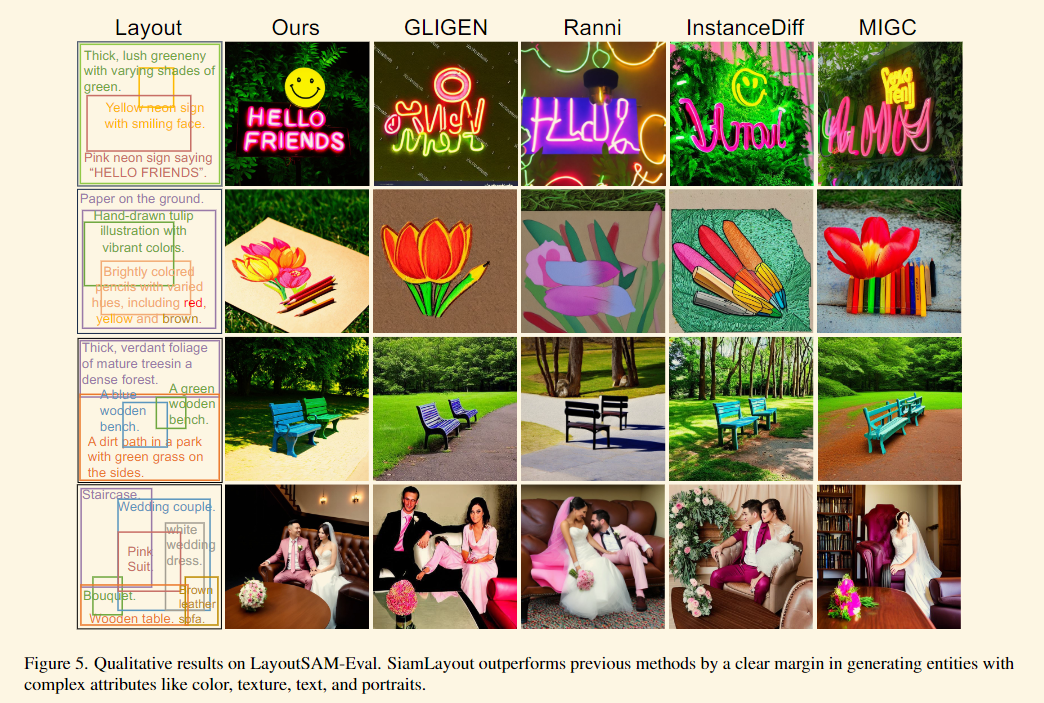 Layout Ours GLIGEN Ranni InstanceDiff MIGC
Thick, lush greeneny
with varying shades of
green.
Yellow neon sign
with smiling face.
Pink neon sign saying
“HELLO FRIENDS”.
HELLO
FRIENDS
Paper on the ground.
Hand-drawn tulip
illustration with
vibrant colors.
Brightly colored
pencils with varied
hues, including red,
yellow and brown.
Thick, verdant foliage
of mature treesin a
dense forest.
A blue
wooden
bench.
A green
wooden
bench.
A dirt path in a park
with green grass on
the sides.
Staircase.
Wedding couple.
white
wedding
dress.
Pink
Suit.
Bouquet.
Brown
leather
sofa.
Wooden table.
Figure 5. Qualitative results on LayoutSAM-Eval. SiamLayout outperforms previous methods by a clear margin in generating entities with
complex attributes like color, texture, text, and portraits.